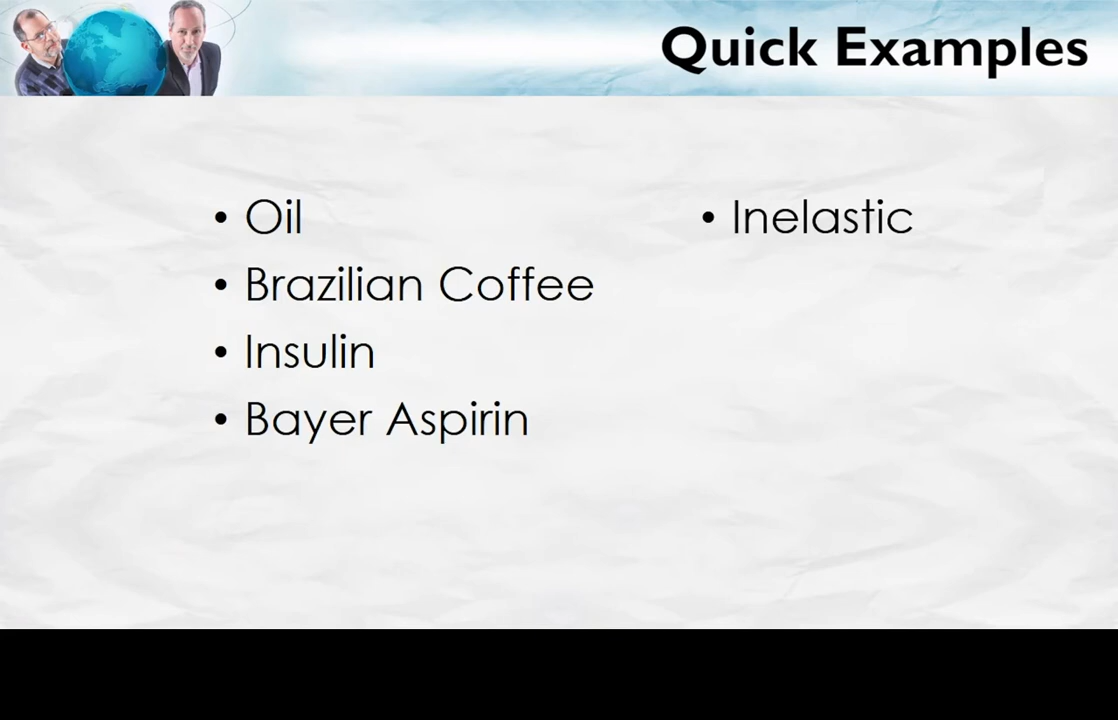 Quick Examples
• Oil
• Inelastic
• Brazilian Coffee
• Insulin
• Bayer Aspirin